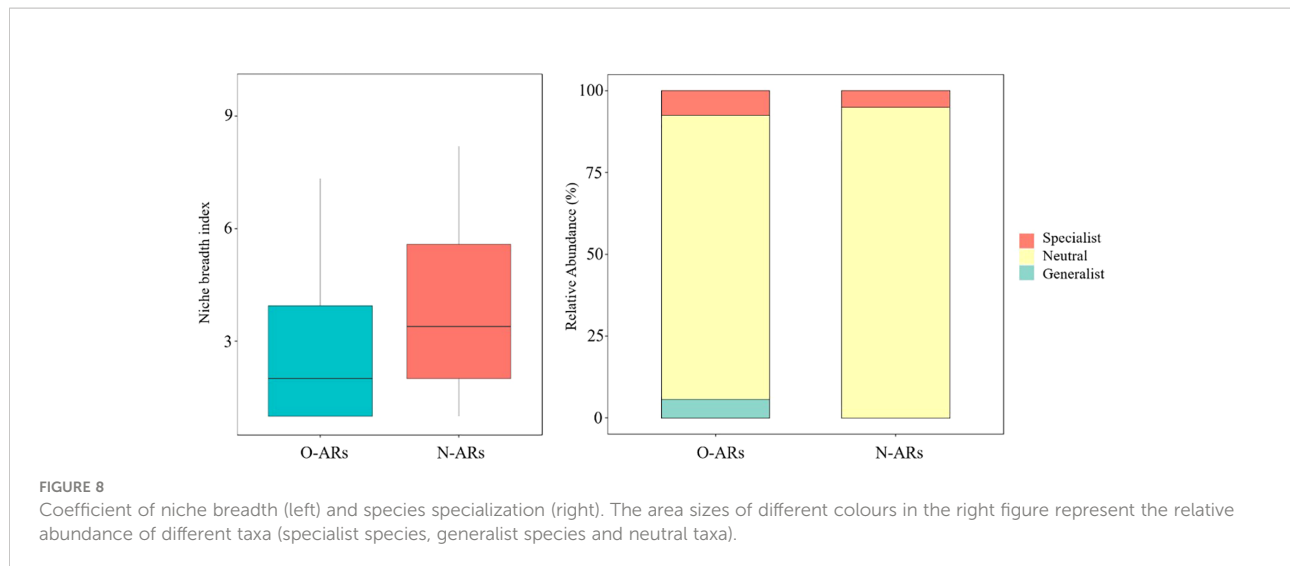 9
6
3
Niche breadth index
O-ARs
N-ARs
100
75
50
25
0
Relative Abundance (%)
O-ARs
N-ARs
Specialist
Neutral
Generalist
FIGURE 8
Coefficient of niche breadth (left) and species specialization (right). The area sizes of different colours in the right figure represent the relative
abundance of different taxa (specialist species, generalist species and neutral taxa).